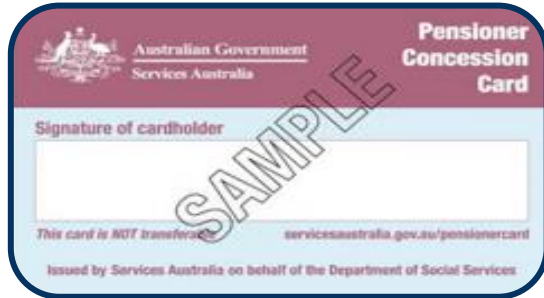 Australian Government
Services Australia
Pensioner
Concession
Card
Signature of cardholder
SAMPLE
This card is NOT transferable
servicesaustralia.gov.au/pensionercard
Issued by Services Australia on behalf of the Department of Social Services